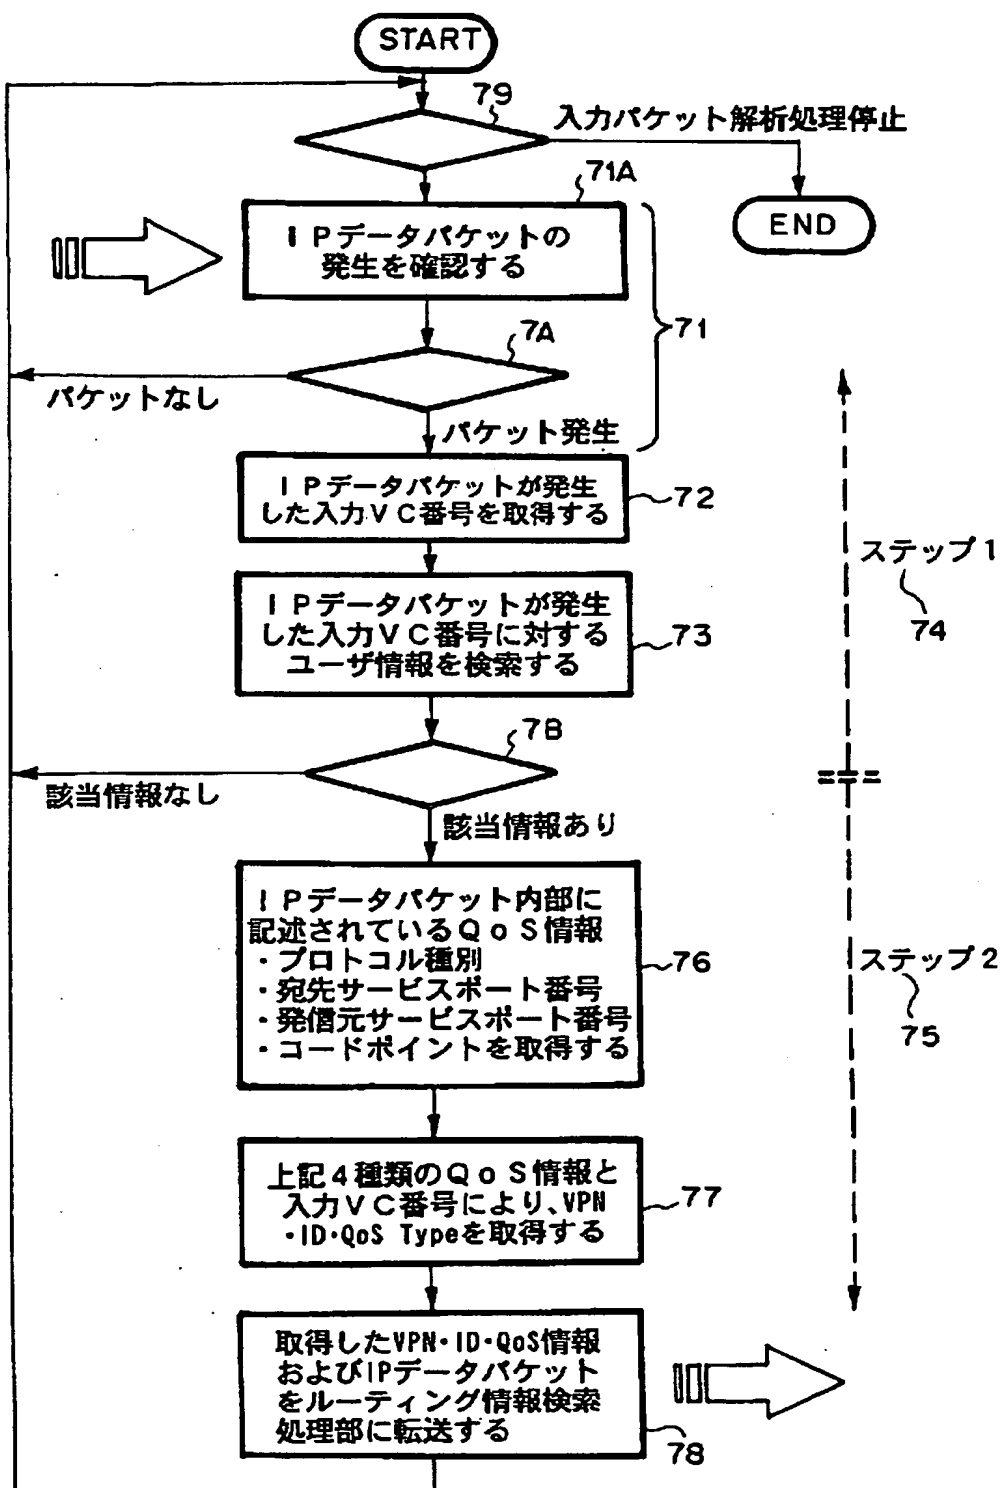 START
79
入力パケット解析処理停止
END
71A
IPデータパケットの
発生を確認する
71
7A
パケットなし
パケット発生
IPデータパケットが発生
した入力VC番号を取得する
72
ステップ1
74
IPデータパケットが発生
した入力VC番号に対する
ユーザ情報を検索する
73
7B
該当情報なし
該当情報あり
IPデータパケット内部に
記述されているQoS情報
・プロトコル種別
・宛先サービスポート番号
・発信元サービスポート番号
・コードポイントを取得する
76
ステップ2
75
上記4種類のQoS情報と
入力VC番号により、VPN
・ID・QoS Typeを取得する
77
取得したVPN・ID・QoS情報
およびIPデータパケット
をルーティング情報検索
処理部に転送する
78